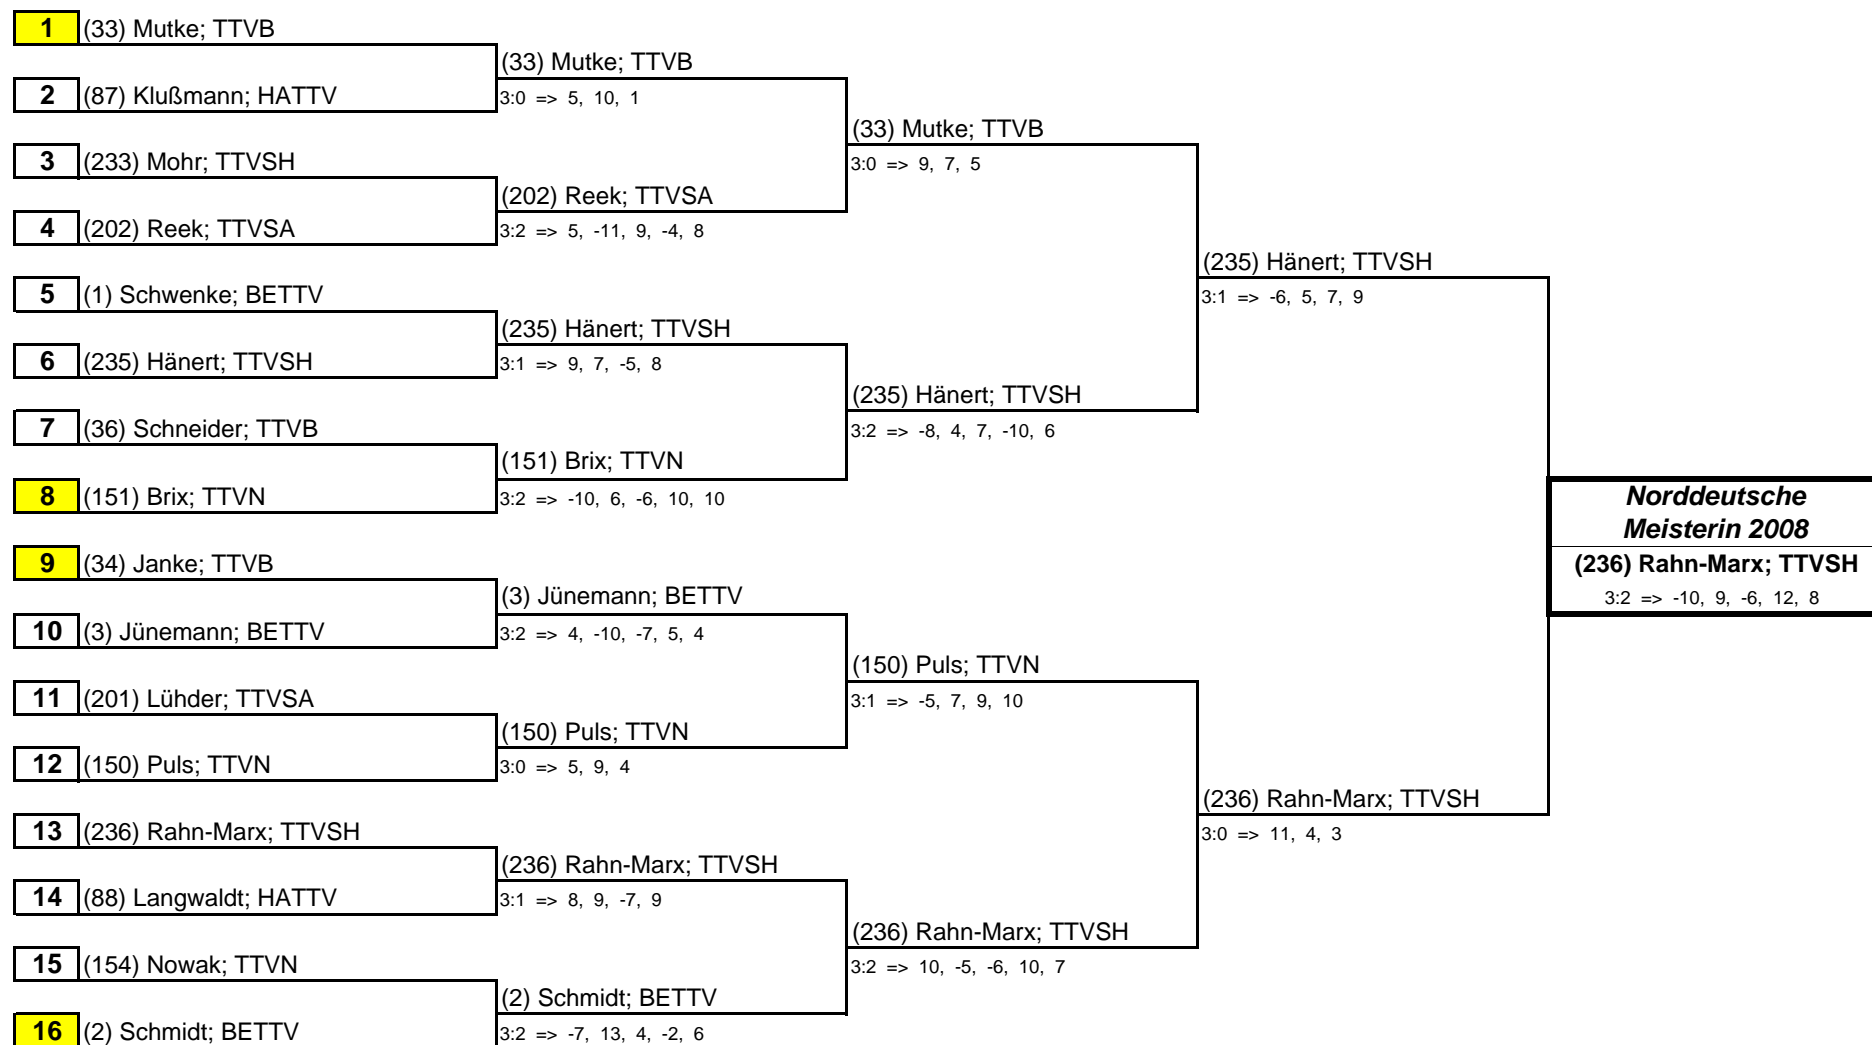 1 (33) Mutke; TTVB
(33) Mutke; TTVB
2 (87) Klußmann; HATTV
3:0 => 5, 10, 1
(33) Mutke; TTVB
3 (233) Mohr; TTVSH
3:0 => 9, 7, 5
(202) Reek; TTVSA
4 (202) Reek; TTVSA
3:2 => 5, -11, 9, -4, 8
(235) Hänert; TTVSH
5 (1) Schwenke; BETTV
3:1 => -6, 5, 7, 9
(235) Hänert; TTVSH
6 (235) Hänert; TTVSH
3:1 => 9, 7, -5, 8
(235) Hänert; TTVSH
7 (36) Schneider; TTVB
3:2 => -8, 4, 7, -10, 6
(151) Brix; TTVN
8 (151) Brix; TTVN
3:2 => -10, 6, -6, 10, 10
Norddeutsche
Meisterin 2008
9 (34) Janke; TTVB
(236) Rahn-Marx; TTVSH
(3) Jünemann; BETTV
3:2 => -10, 9, -6, 12, 8
10 (3) Jünemann; BETTV
3:2 => 4, -10, -7, 5, 4
(150) Puls; TTVN
11 (201) Lühder; TTVSA
3:1 => -5, 7, 9, 10
(150) Puls; TTVN
12 (150) Puls; TTVN
3:0 => 5, 9, 4
(236) Rahn-Marx; TTVSH
13 (236) Rahn-Marx; TTVSH
3:0 => 11, 4, 3
(236) Rahn-Marx; TTVSH
14 (88) Langwaldt; HATTV
3:1 => 8, 9, -7, 9
(236) Rahn-Marx; TTVSH
15 (154) Nowak; TTVN
3:2 => 10, -5, -6, 10, 7
(2) Schmidt; BETTV
16 (2) Schmidt; BETTV
3:2 => -7, 13, 4, -2, 6